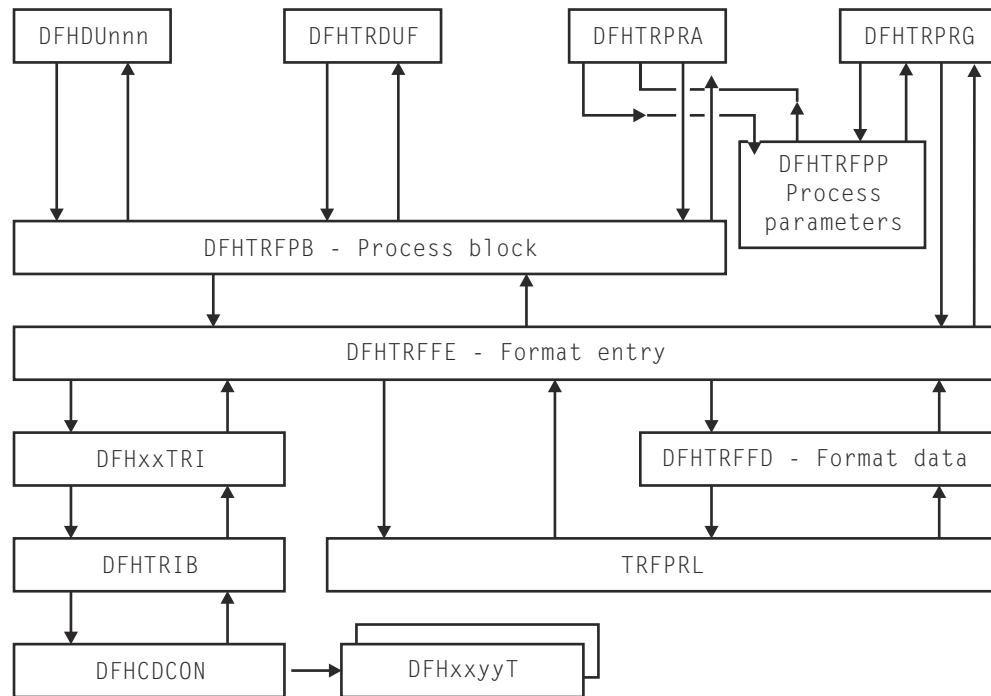 DFHDUnnn
DFHTRDUF
DFHTRPRA
DFHTRPRG
DFHTRFPP
Process
parameters
DFHTRFPB - Process block
DFHTRFFE - Format entry
DFHxxTRI
DFHTRFFD - Format data
DFHTRIB
TRFPRL
DFHCDCON
DFHxxyyT